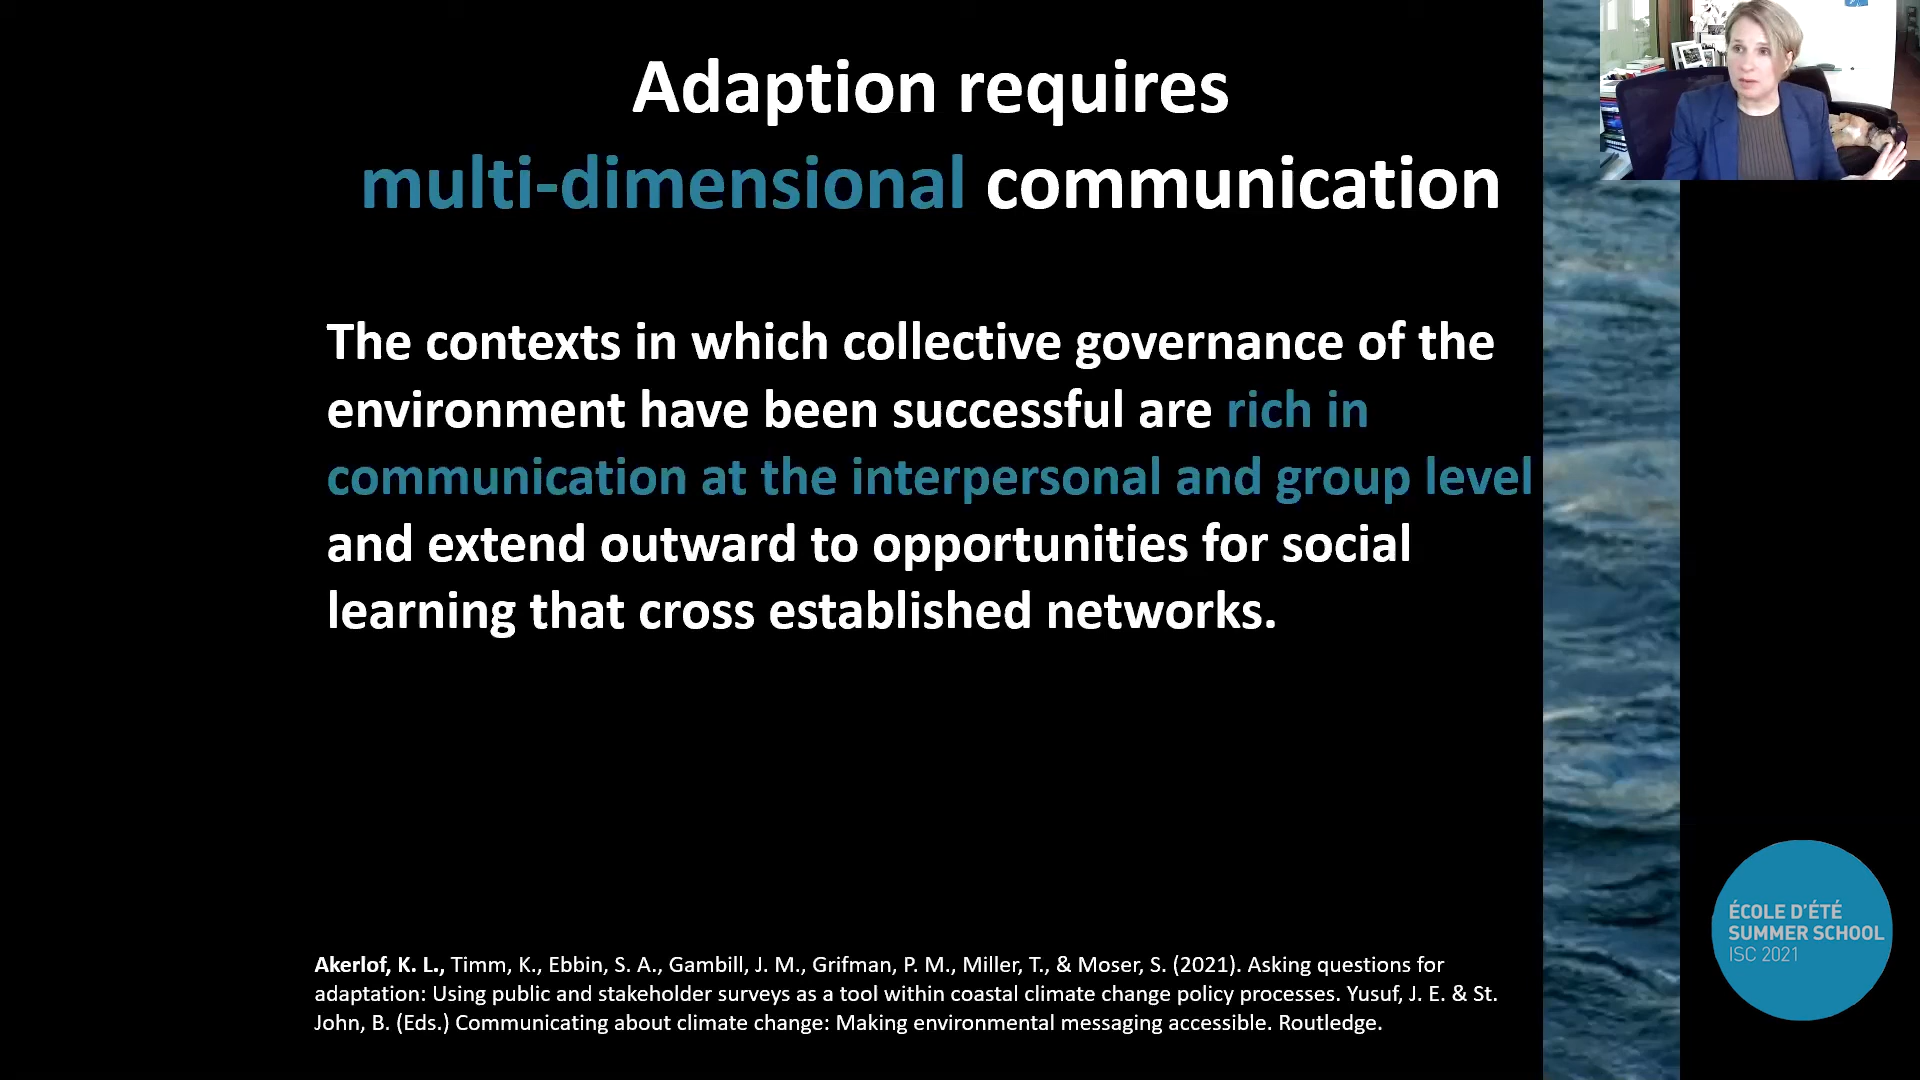 Adaption requires
multi-dimensional communication
The contexts in which collective governance of the
environment have been successful are rich in
communication at the interpersonal and group level
and extend outward to opportunities for social
learning that cross established networks.
Akerlof, K. L., Timm, K., Ebbin, S. A., Gambill, J. M., Grifman, P. M., Miller, T., & Moser, S. (2021). Asking questions for
adaptation: Using public and stakeholder surveys as a tool within coastal climate change policy processes. Yusuf, J. E. & St.
John, B. (Eds.) Communicating about climate change: Making environmental messaging accessible. Routledge.
ÉCOLE D'ÉTÉ
SUMMER SCHOOL
ISC 2021